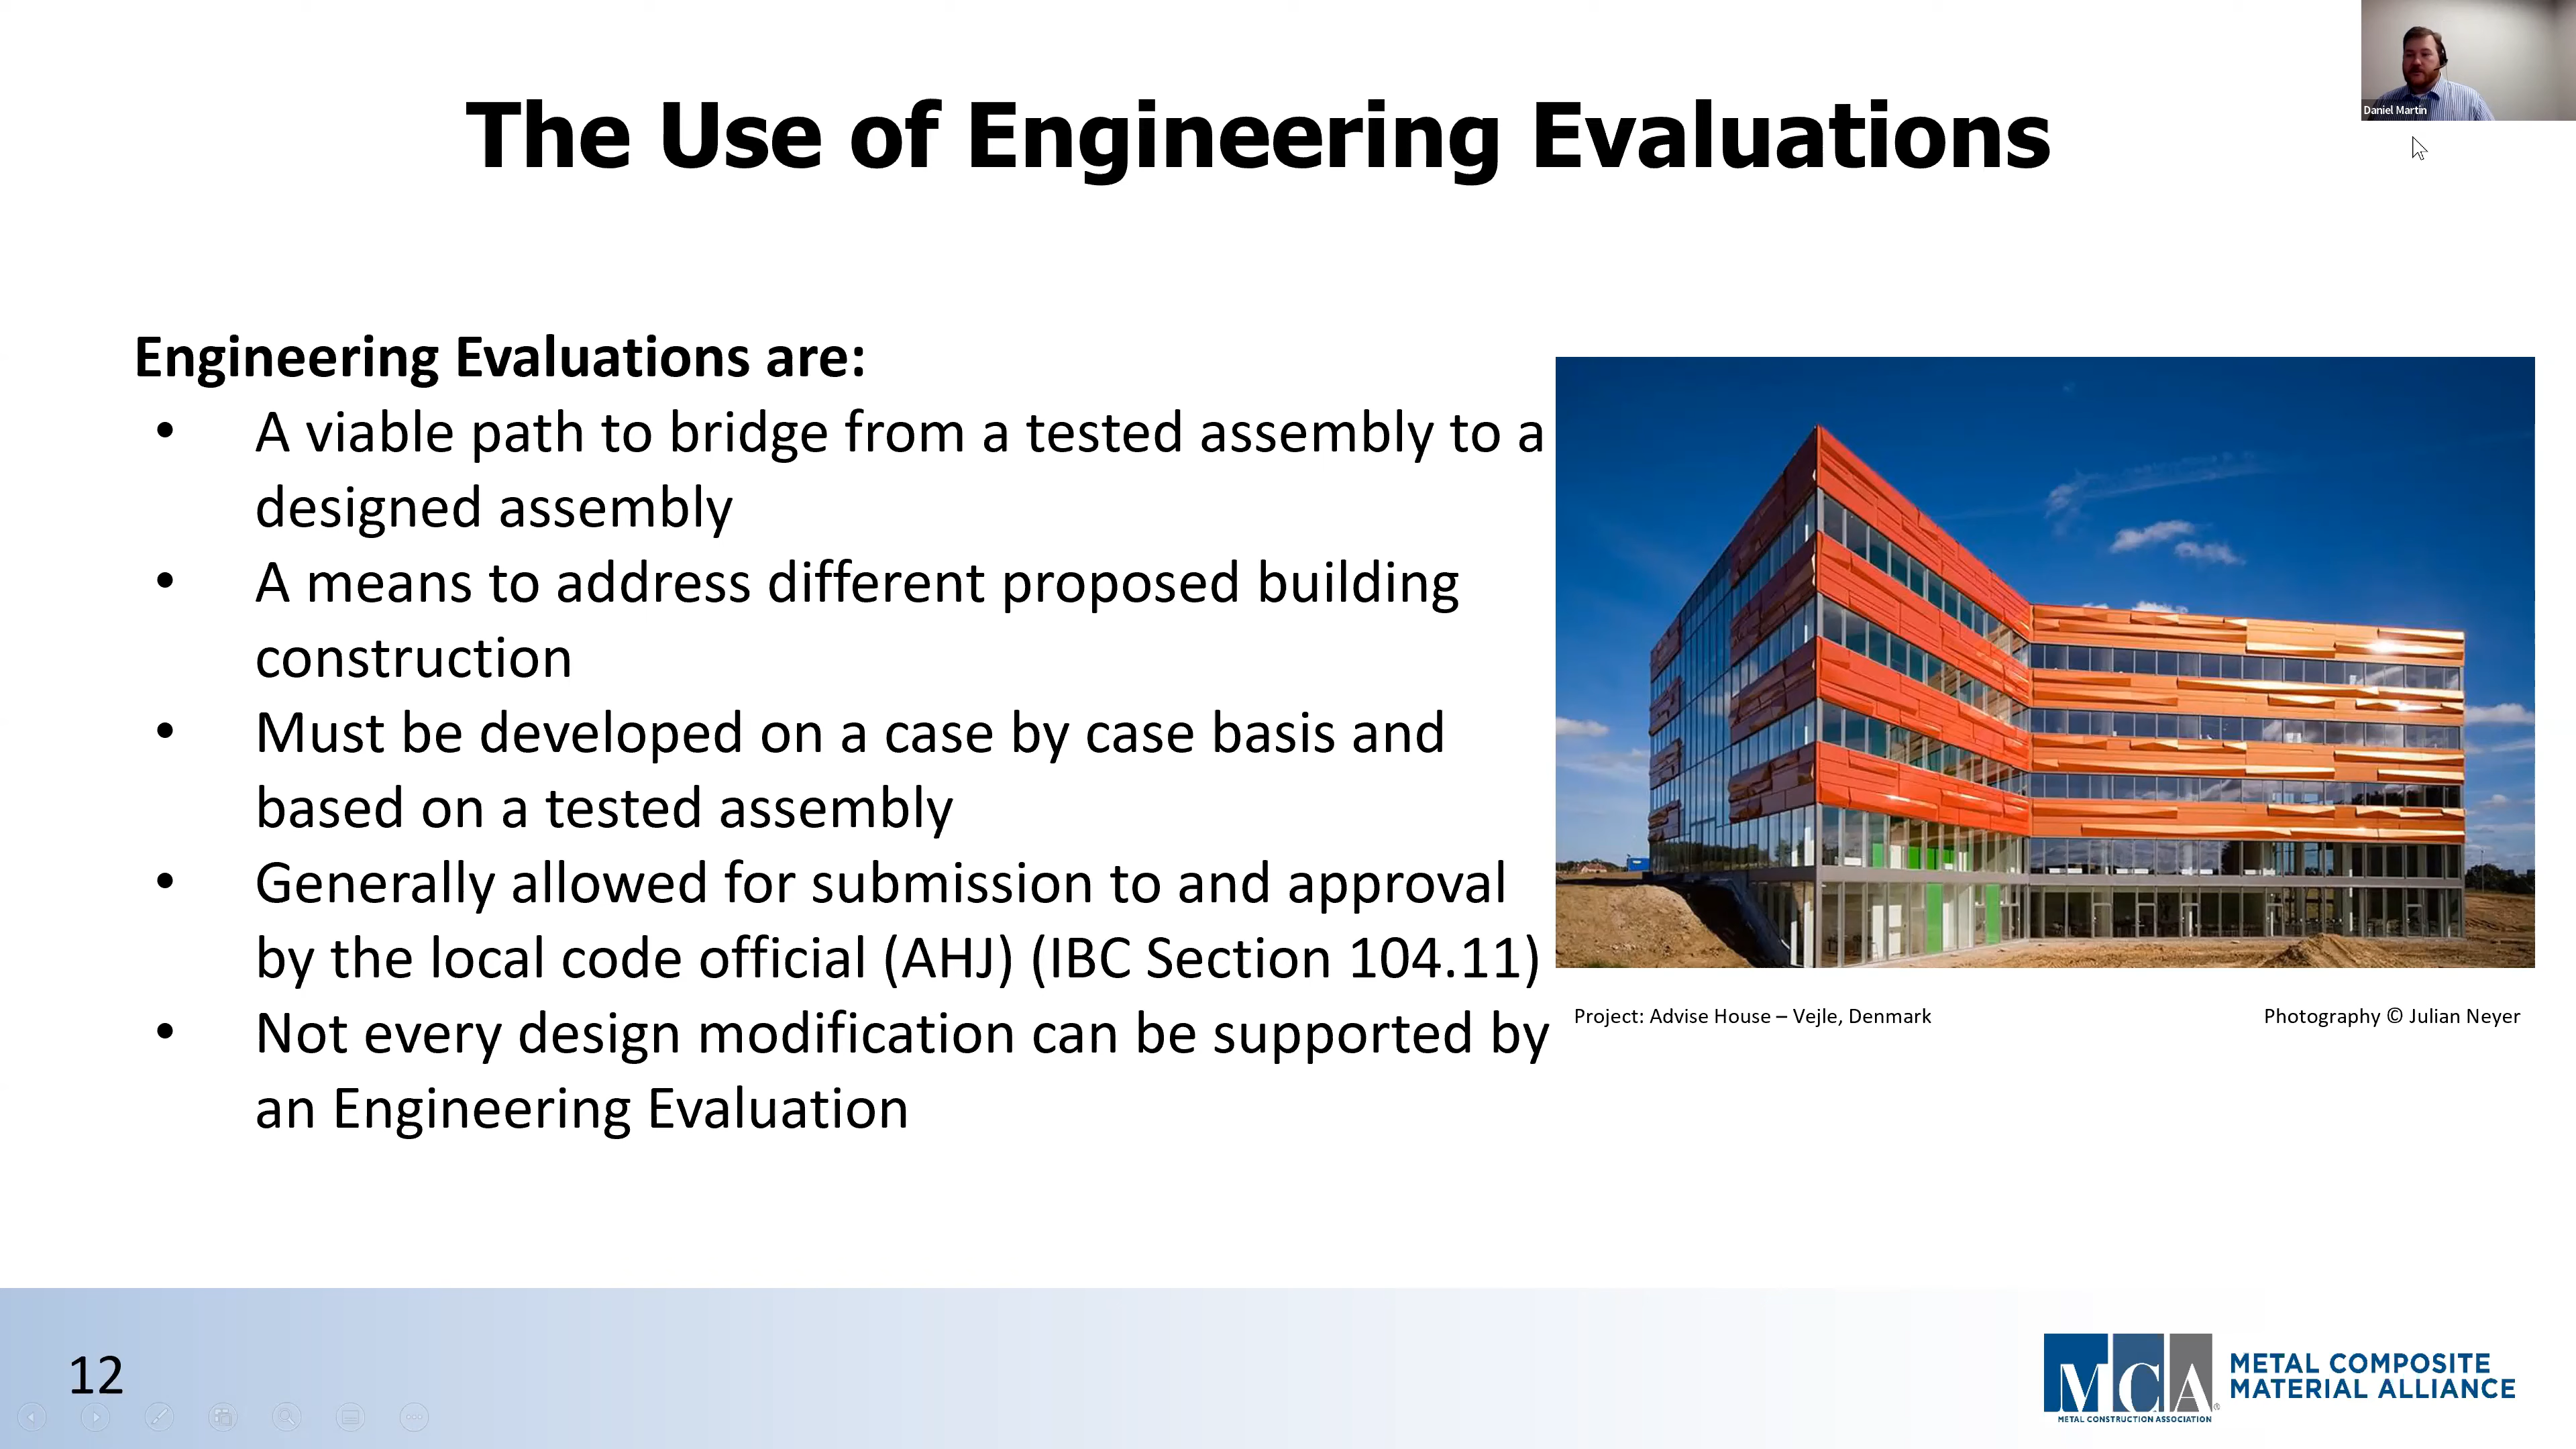 Daniel Martin
The Use of Engineering Evaluations
Engineering Evaluations are:
• A viable path to bridge from a tested assembly to a
designed assembly
• A means to address different proposed building
construction
• Must be developed on a case by case basis and
based on a tested assembly
• Generally allowed for submission to and approval
by the local code official (AHJ) (IBC Section 104.11)
• Not every design modification can be supported by
an Engineering Evaluation
Project: Advise House – Vejle, Denmark
Photography © Julian Neyer
12
MCA
METAL CONSTRUCTION ASSOCIATION
METAL COMPOSITE
MATERIAL ALLIANCE